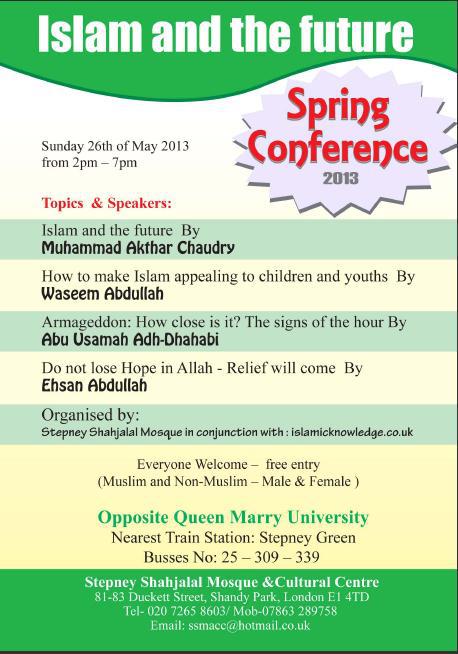 Islam and the future
Spring
Conference
2013
Sunday 26th of May 2013
from 2pm – 7pm
Topics & Speakers:
Islam and the future By
Muhammad Akthar Chaudry
How to make Islam appealing to children and youths By
Waseem Abdullah
Armageddon: How close is it? The signs of the hour By
Abu Usamah Adh-Dhahabi
Do not lose Hope in Allah - Relief will come By
Ehsan Abdullah
Organised by:
Stepney Shahjalal Mosque in conjunction with : islamicknowledge.co.uk
Everyone Welcome – free entry
(Muslim and Non-Muslim – Male & Female )
Opposite Queen Marry University
Nearest Train Station: Stepney Green
Busses No: 25 – 309 – 339
Stepney Shahjalal Mosque &Cultural Centre
81-83 Duckett Street, Shandy Park, London E1 4TD
Tel- 020 7265 8603/ Mob-07863 289758
Email: ssmacc@hotmail.co.uk